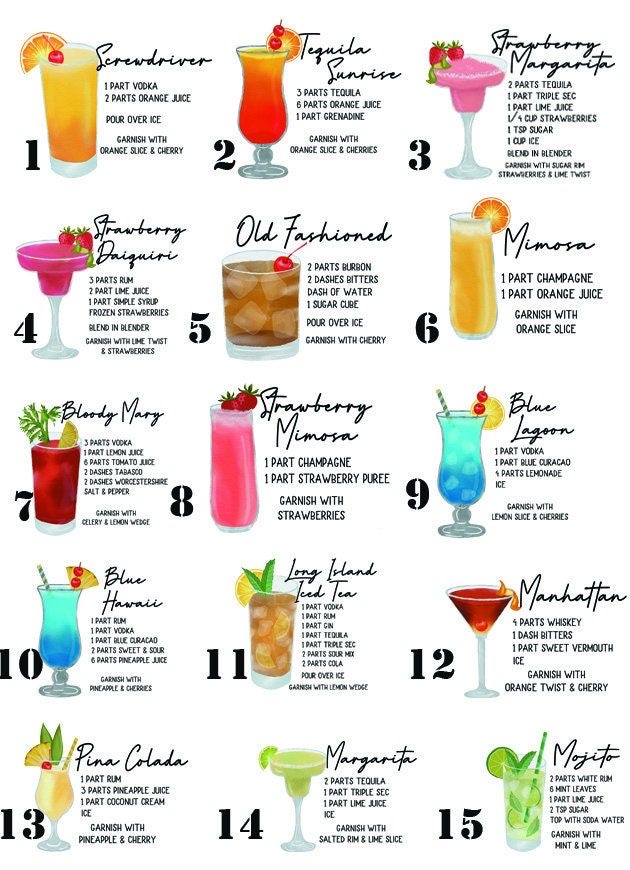 1
Screwdriver
1 PART VODKA
2 PARTS ORANGE JUICE
POUR OVER ICE
GARNISH WITH
ORANGE SLICE & CHERRY
2
Tequila
Sunrise
3 PARTS TEQUILA
6 PARTS ORANGE JUICE
1 PART GRENADINE
GARNISH WITH
ORANGE SLICE & CHERRIES
3
Strawberry
Margarita
2 PARTS TEQUILA
1 PART TRIPLE SEC
1 PART LIME JUICE
1/4 CUP STRAWBERRIES
1 TSP SUGAR
1 CUP ICE
BLEND IN BLENDER
GARNISH WITH SUGAR RIM
STRAWBERRIES & LIME TWIST
4
Strawberry
Daiquiri
3 PARTS RUM
2 PART LIME JUICE
1 PART SIMPLE SYRUP
FROZEN STRAWBERRIES
BLEND IN BLENDER
GARNISH WITH LIME TWIST
& STRAWBERRIES
5
Old Fashioned
2 PARTS BURBON
2 DASHES BITTERS
DASH OF WATER
1 SUGAR CUBE
POUR OVER ICE
GARNISH WITH CHERRY
6
Mimosa
1 PART CHAMPAGNE
1 PART ORANGE JUICE
GARNISH WITH
ORANGE SLICE
7
Bloody Mary
3 PARTS VODKA
1 PART LEMON JUICE
6 PARTS TOMATO JUICE
2 DASHES TABASCO
2 DASHES WORCESTERSHIRE
SALT & PEPPER
GARNISH WITH
CELERY & LEMON WEDGE
8
Strawberry
Mimosa
1 PART CHAMPAGNE
1 PART STRAWBERRY PUREE
GARNISH WITH
STRAWBERRIES
9
Blue
Lagoon
1 PART VODKA
1 PART BLUE CURACAO
4 PARTS LEMONADE
ICE
GARNISH WITH
LEMON SLICE & CHERRIES
10
Blue
Hawaii
1 PART RUM
1 PART VODKA
1 PART BLUE CURACAO
2 PARTS SWEET & SOUR
6 PARTS PINEAPPLE JUICE
GARNISH WITH
PINEAPPLE & CHERRIES
11
Long Island
Iced Tea
1 PART VODKA
1 PART RUM
1 PART GIN
1 PART TEQUILA
1 PART TRIPLE SEC
2 PARTS SOUR MIX
2 PARTS COLA
POUR OVER ICE
GARNISH WITH LEMON WEDGE
12
Manhattan
4 PARTS WHISKEY
1 DASH BITTERS
1 PART SWEET VERMOUTH
ICE
GARNISH WITH
ORANGE TWIST & CHERRY
13
Pina Colada
1 PART RUM
3 PARTS PINEAPPLE JUICE
1 PART COCONUT CREAM
ICE
GARNISH WITH
PINEAPPLE & CHERRY
14
Margarita
2 PARTS TEQUILA
1 PART TRIPLE SEC
1 PART LIME JUICE
ICE
GARNISH WITH
SALTED RIM & LIME SLICE
15
Mojito
2 PARTS WHITE RUM
6 MINT LEAVES
1 PART LIME JUICE
2 TSP SUGAR
TOP WITH SODA WATER
GARNISH WITH
MINT & LIME